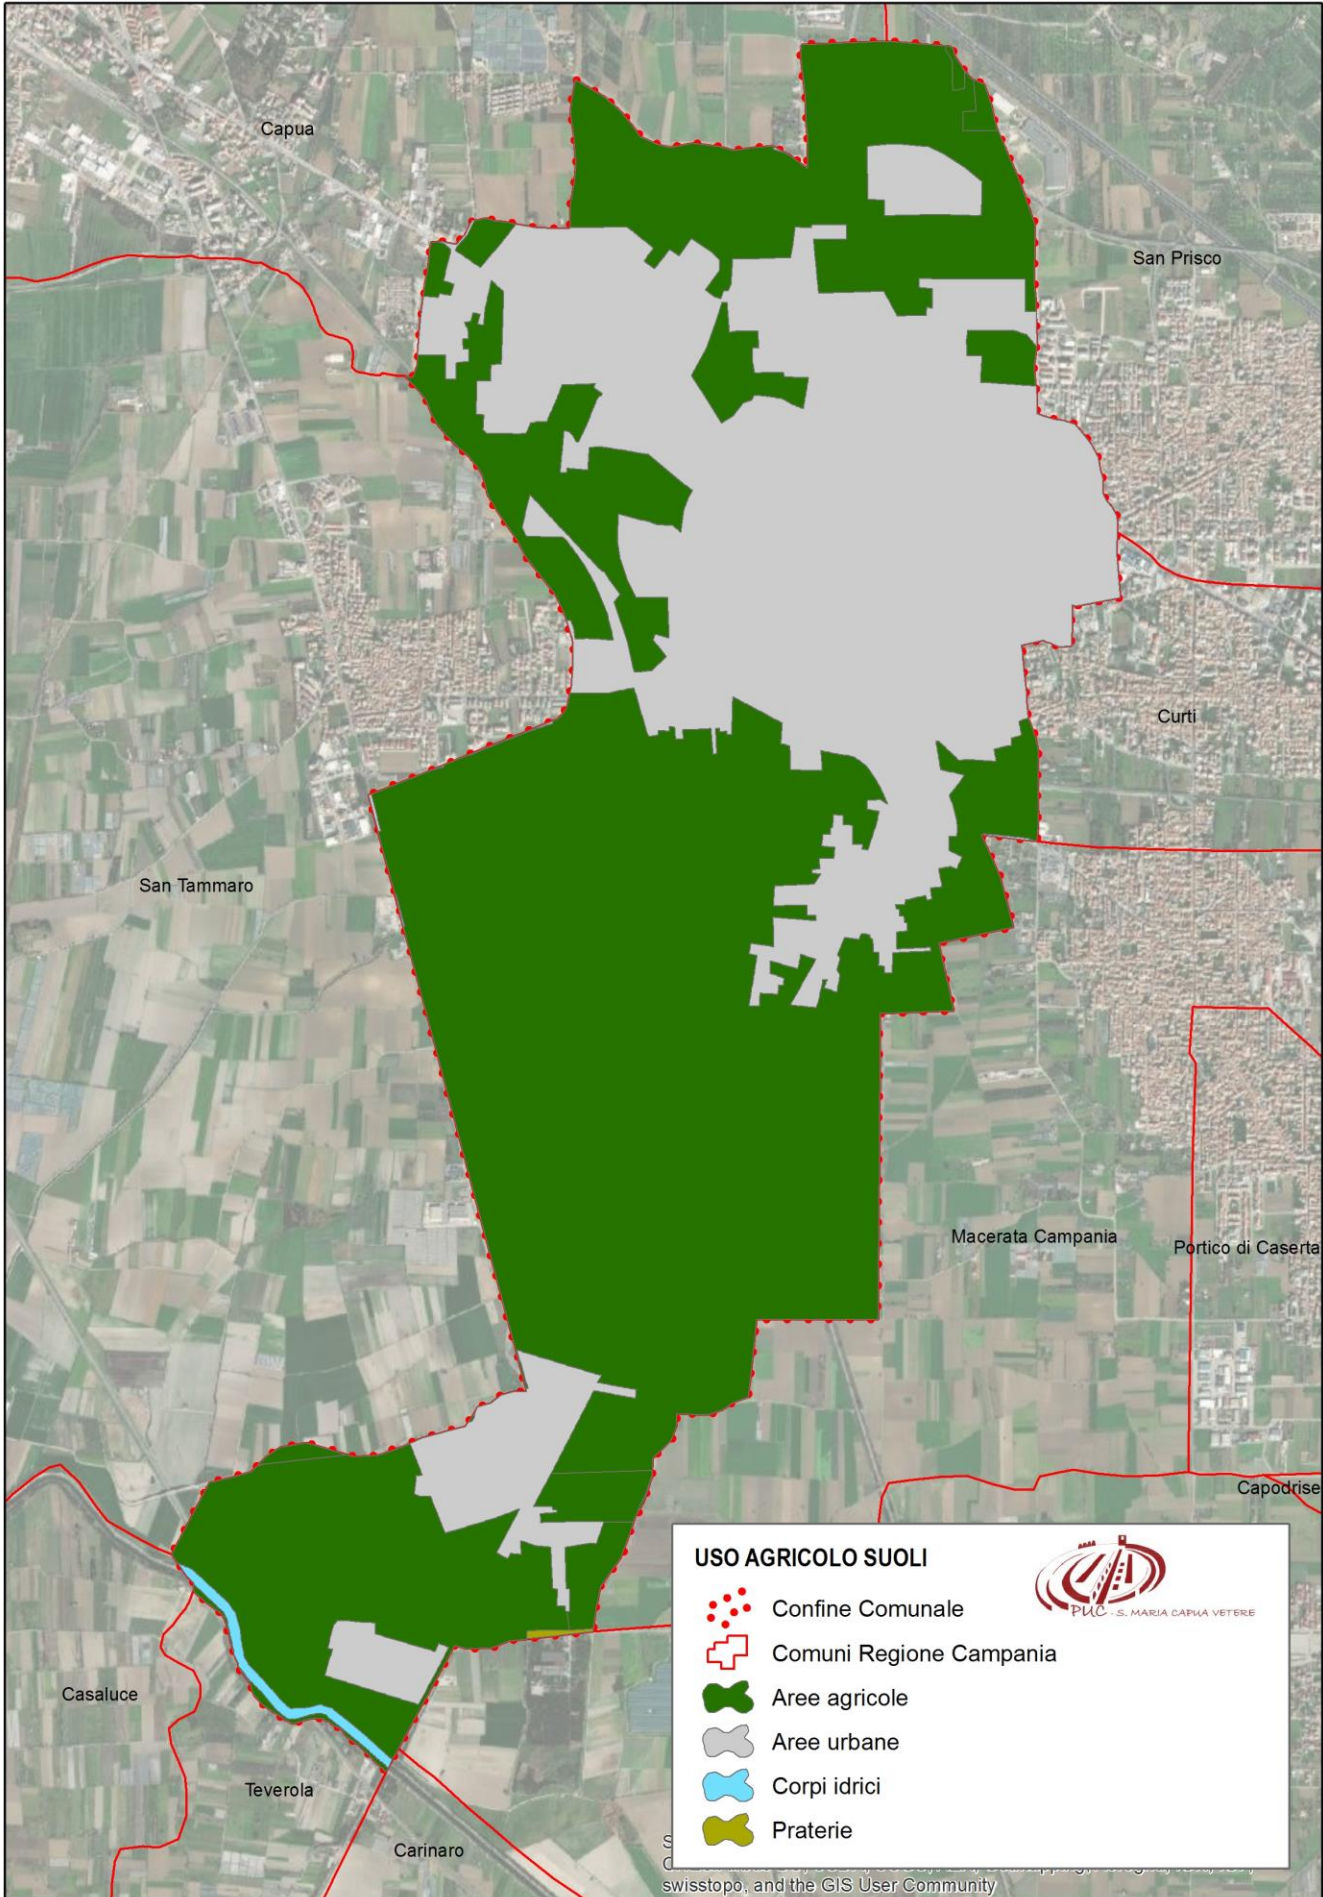 Capua
San Prisco
Curti
San Tammaro
Macerata Campania
Portico di Caserta
Capodrise
USO AGRICOLO SUOLI
PUC - S. MARIA CAPUA VETERE
Confine Comunale
Comuni Regione Campania
Aree agricole
Aree urbane
Corpi idrici
Praterie
Casaluce
Teverola
Carinaro
swisstopo, and the GIS User Community